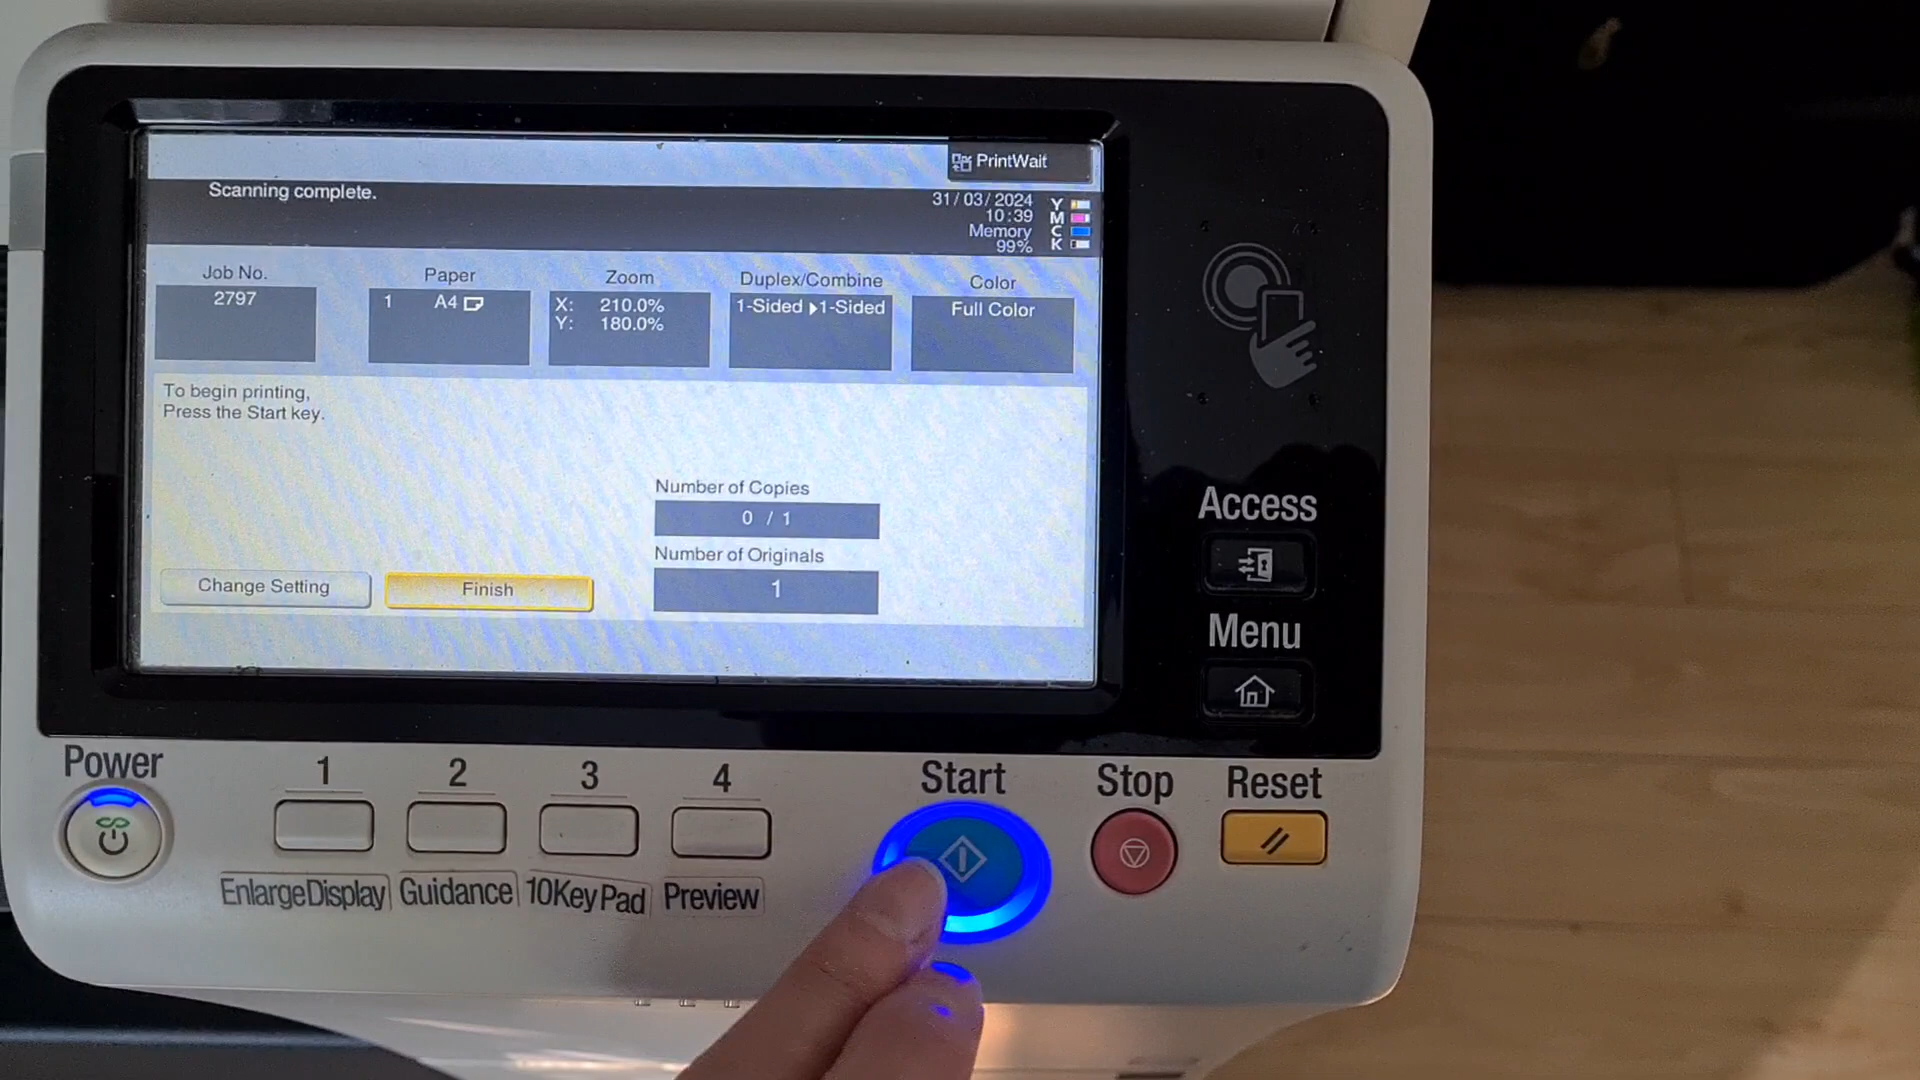 PrintWait
Scanning complete.
31/03/2024
10:39
Memory
99%
Y
M
C
K
Job No.
2797
Paper
1 A4
Zoom
X: 210.0%
Y: 180.0%
Duplex/Combine
1-Sided ▶1-Sided
Color
Full Color
To begin printing,
Press the Start key.
Number of Copies
0 / 1
Number of Originals
1
Change Setting
Finish
Access
Menu
Power
1
2
3
4
Start
Stop
Reset
EnlargeDisplay
Guidance
10KeyPad
Preview